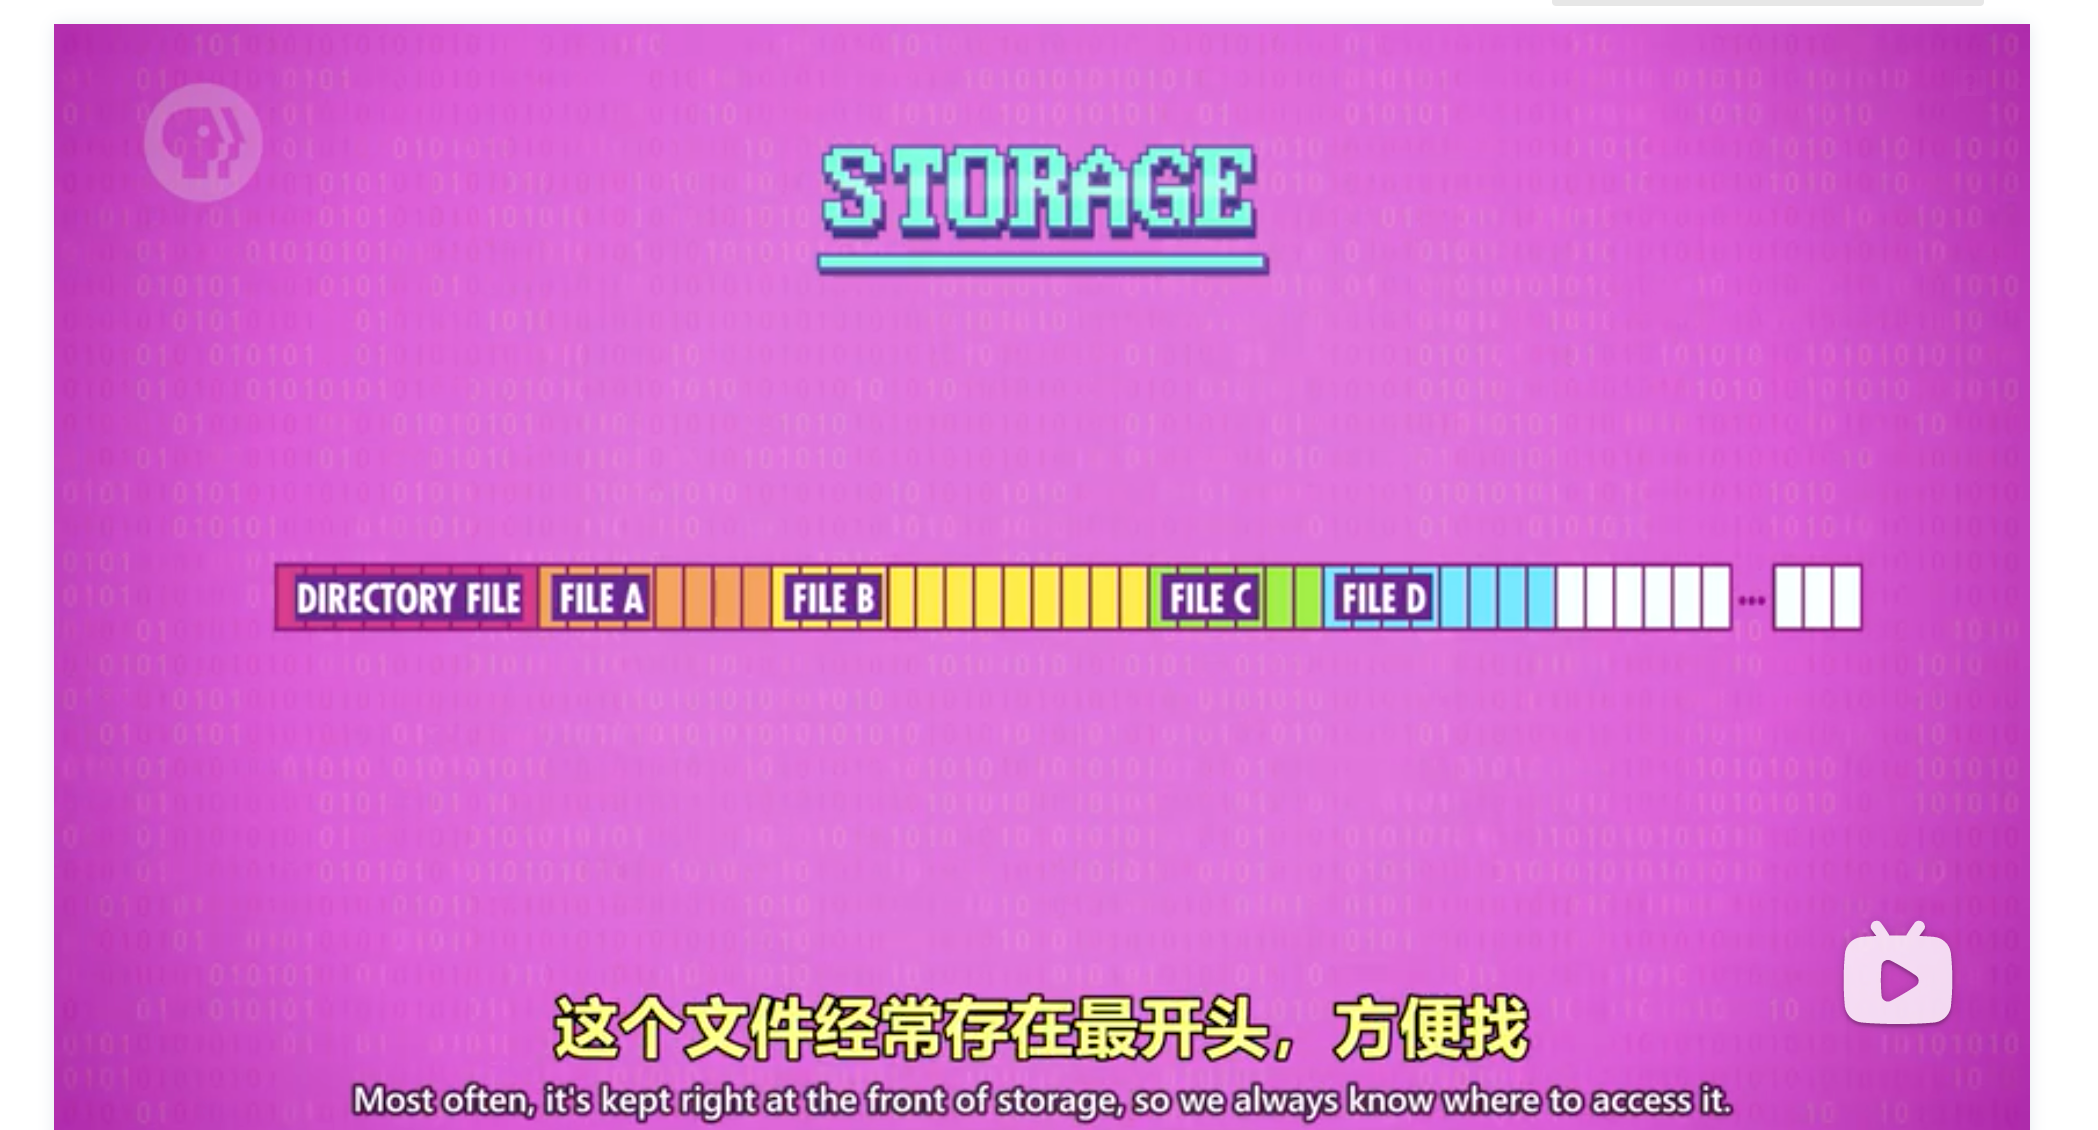 STORAGE
DIRECTORY FILE FILE A FILE B FILE C FILE D ...
这个文件经常存在最开头，方便找
Most often, it's kept right at the front of storage, so we always know where to access it.